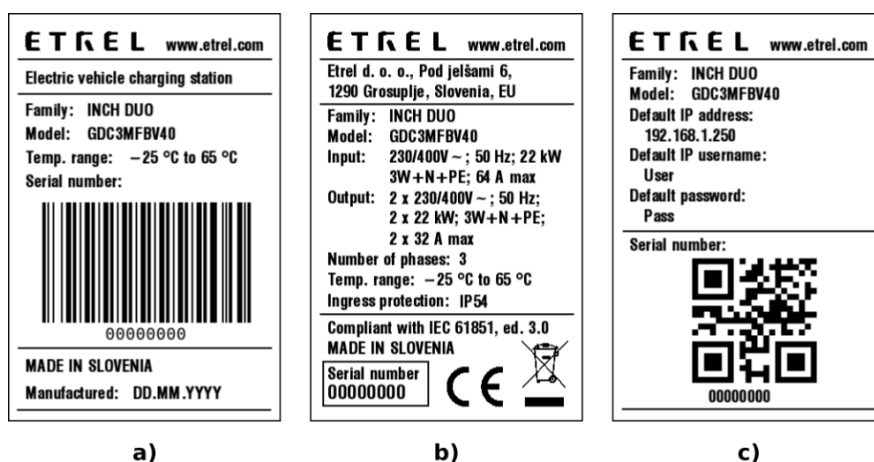 ETREL www.etrel.com
Electric vehicle charging station
Family: INCH DUO
Model: GDC3MFBV40
Temp. range: −25 °C to 65 °C
Serial number:
00000000
MADE IN SLOVENIA
Manufactured: DD.MM.YYYY
a)
ETREL www.etrel.com
Etrel d. o. o., Pod jelšami 6,
1290 Grosuplje, Slovenia, EU
Family: INCH DUO
Model: GDC3MFBV40
Input: 230/400V ~ ; 50 Hz; 22 kW
3W+N+PE; 64 A max
Output: 2 x 230/400V ~ ; 50 Hz;
2 x 22 kW; 3W+N+PE;
2 x 32 A max
Number of phases: 3
Temp. range: −25 °C to 65 °C
Ingress protection: IP54
Compliant with IEC 61851, ed. 3.0
MADE IN SLOVENIA
Serial number
00000000
CE
b)
ETREL www.etrel.com
Family: INCH DUO
Model: GDC3MFBV40
Default IP address:
192.168.1.250
Default IP username:
User
Default password:
Pass
Serial number:
00000000
c)